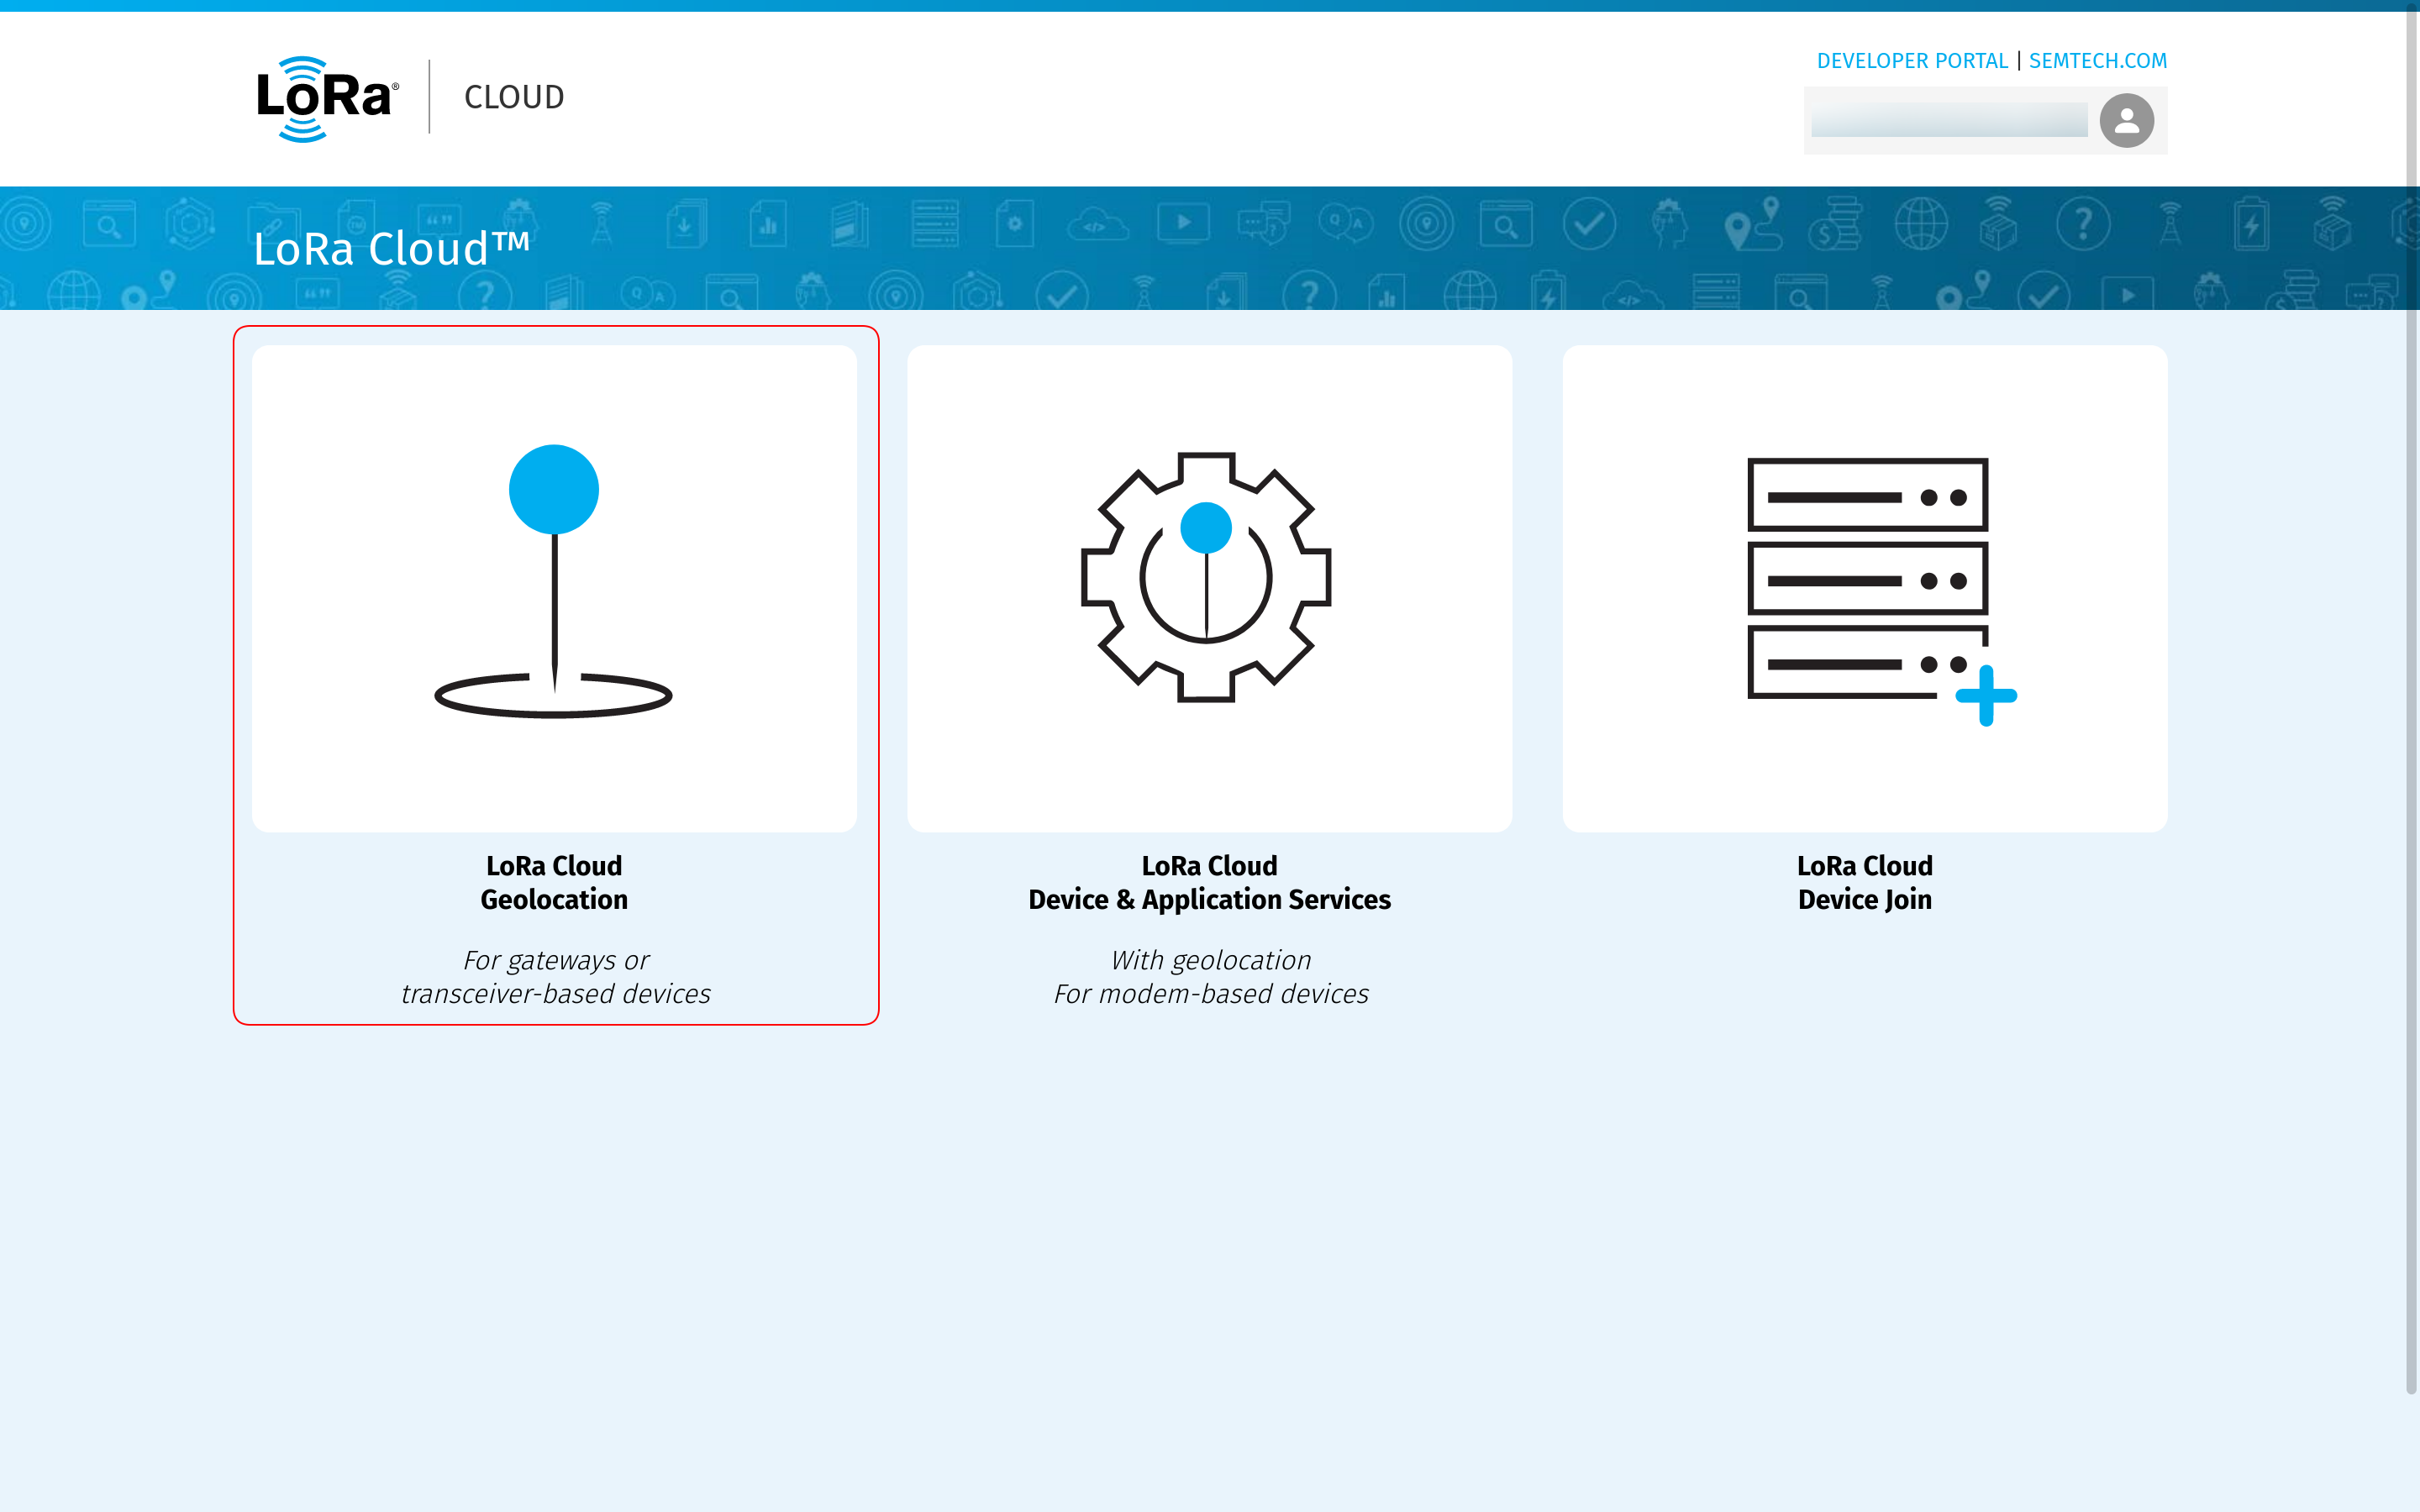 LoRa®
CLOUD
DEVELOPER PORTAL | SEMTECH.COM
LoRa Cloud™
LoRa Cloud
Geolocation
For gateways or
transceiver-based devices
LoRa Cloud
Device & Application Services
With geolocation
For modem-based devices
LoRa Cloud
Device Join